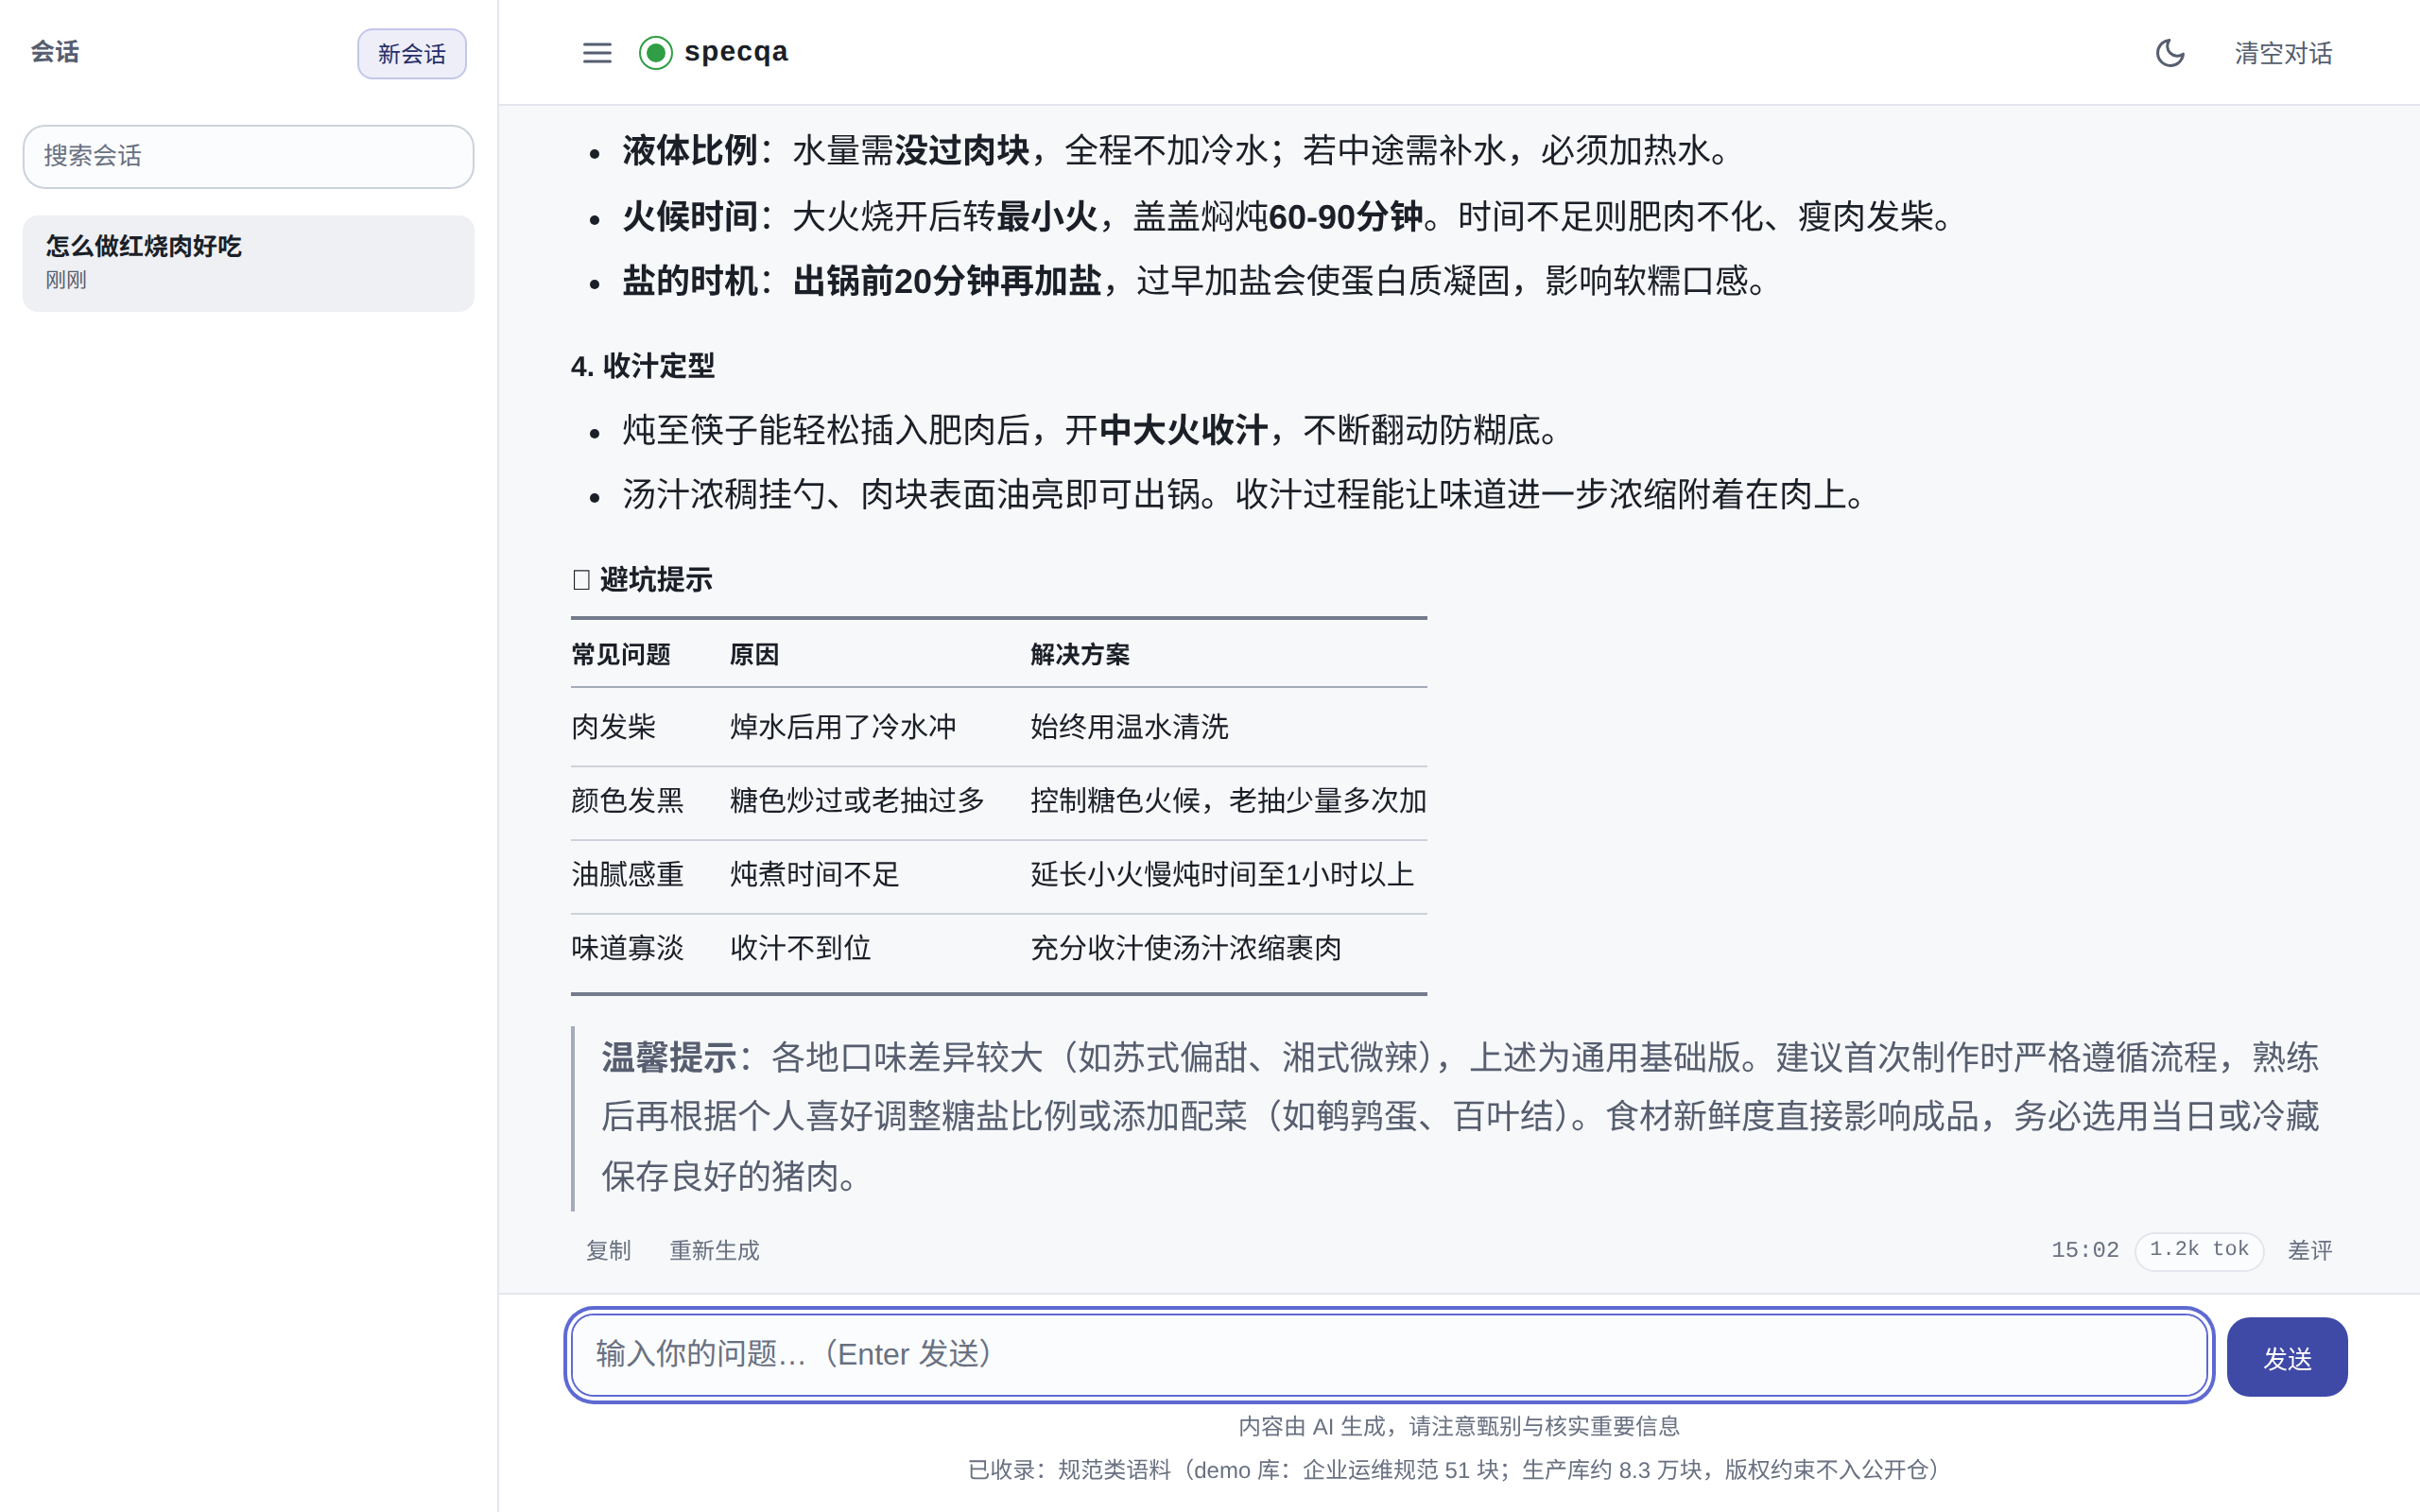 会话
新会话
搜索会话
怎么做红烧肉好吃
刚刚
specqa
清空对话
液体比例：水量需没过肉块，全程不加冷水；若中途需补水，必须加热水。
火候时间：大火烧开后转最小火，盖盖焖炖60-90分钟。时间不足则肥肉不化、瘦肉发柴。
盐的时机：出锅前20分钟再加盐，过早加盐会使蛋白质凝固，影响软糯口感。
4. 收汁定型
炖至筷子能轻松插入肥肉后，开中大火收汁，不断翻动防糊底。
汤汁浓稠挂勺、肉块表面油亮即可出锅。收汁过程能让味道进一步浓缩附着在肉上。
避坑提示
常见问题 原因 解决方案
肉发柴 焯水后用了冷水冲 始终用温水清洗
颜色发黑 糖色炒过或老抽过多 控制糖色火候，老抽少量多次加
油腻感重 炖煮时间不足 延长小火慢炖时间至1小时以上
味道寡淡 收汁不到位 充分收汁使汤汁浓缩裹肉
温馨提示：各地口味差异较大（如苏式偏甜、湘式微辣），上述为通用基础版。建议首次制作时严格遵循流程，熟练
后再根据个人喜好调整糖盐比例或添加配菜（如鹌鹑蛋、百叶结）。食材新鲜度直接影响成品，务必选用当日或冷藏
保存良好的猪肉。
复制 重新生成 15:02 1.2k tok 差评
输入你的问题…（Enter 发送）
发送
内容由 AI 生成，请注意甄别与核实重要信息
已收录：规范类语料（demo 库：企业运维规范 51 块；生产库约 8.3 万块，版权约束不入公开仓）